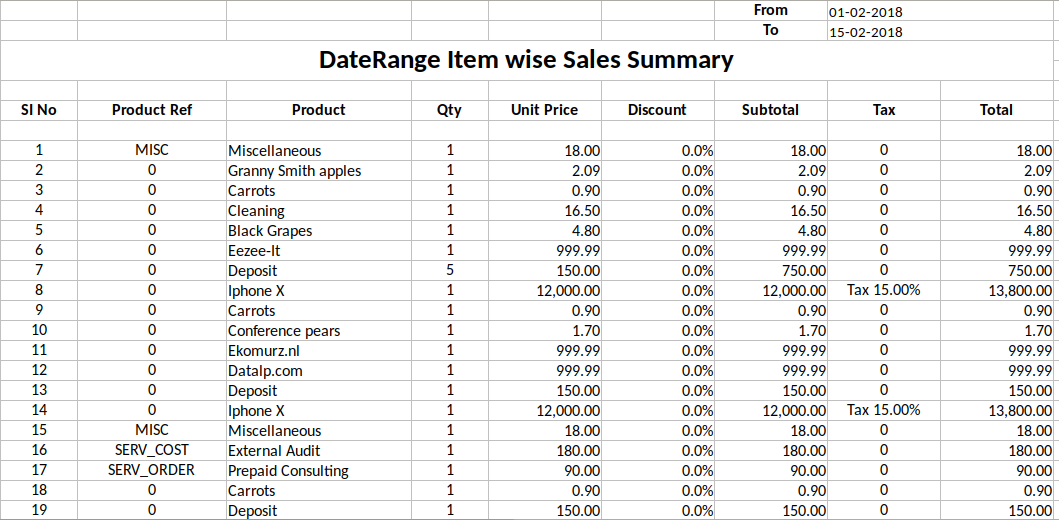 From 01-02-2018
To 15-02-2018
DateRange Item wise Sales Summary
SI No Product Ref Product Qty Unit Price Discount Subtotal Tax Total
1 MISC Miscellaneous 1 18.00 0.0% 18.00 0 18.00
2 0 Granny Smith apples 1 2.09 0.0% 2.09 0 2.09
3 0 Carrots 1 0.90 0.0% 0.90 0 0.90
4 0 Cleaning 1 16.50 0.0% 16.50 0 16.50
5 0 Black Grapes 1 4.80 0.0% 4.80 0 4.80
6 0 Eezee-It 1 999.99 0.0% 999.99 0 999.99
7 0 Deposit 5 150.00 0.0% 750.00 0 750.00
8 0 Iphone X 1 12,000.00 0.0% 12,000.00 Tax 15.00% 13,800.00
9 0 Carrots 1 0.90 0.0% 0.90 0 0.90
10 0 Conference pears 1 1.70 0.0% 1.70 0 1.70
11 0 Ekomurz.nl 1 999.99 0.0% 999.99 0 999.99
12 0 Datalp.com 1 999.99 0.0% 999.99 0 999.99
13 0 Deposit 1 150.00 0.0% 150.00 0 150.00
14 0 Iphone X 1 12,000.00 0.0% 12,000.00 Tax 15.00% 13,800.00
15 MISC Miscellaneous 1 18.00 0.0% 18.00 0 18.00
16 SERV_COST External Audit 1 180.00 0.0% 180.00 0 180.00
17 SERV_ORDER Prepaid Consulting 1 90.00 0.0% 90.00 0 90.00
18 0 Carrots 1 0.90 0.0% 0.90 0 0.90
19 0 Deposit 1 150.00 0.0% 150.00 0 150.00